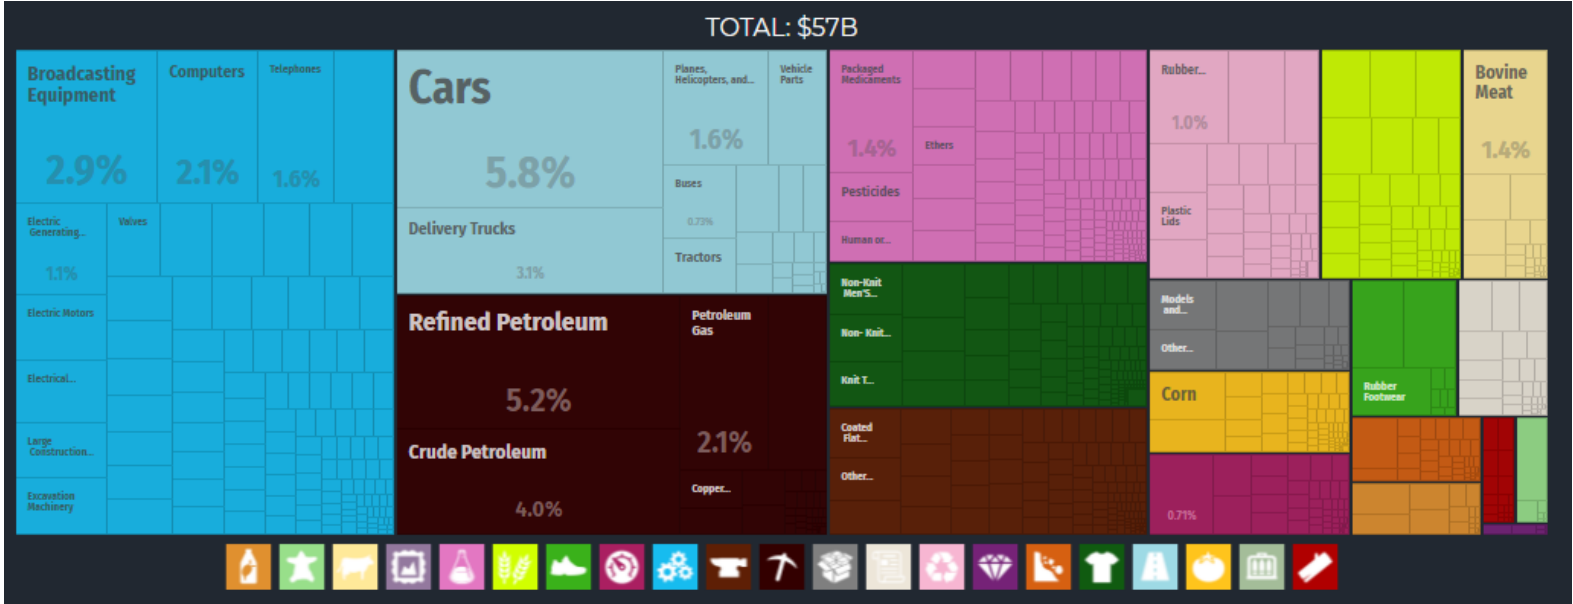 TOTAL: $57B
Broadcasting
Equipment
2.9%
Computers
2.1%
Telephones
1.6%
Electric
Generating...
1.1%
Valves
Electric Motors
Electrical...
Large
Construction...
Excavation
Machinery
Cars
5.8%
Delivery Trucks
3.1%
Planes,
Helicopters, and...
1.6%
Vehicle
Parts
Buses
0.73%
Tractors
Refined Petroleum
5.2%
Crude Petroleum
4.0%
Petroleum
Gas
2.1%
Copper...
Packaged
Medicaments
1.4%
Ethers
Pesticides
Human or...
Non-Knit
Men'S...
Non- Knit...
Knit T...
Coated
Flat...
Other...
Rubber...
1.0%
Plastic
Lids
Bovine
Meat
1.4%
Models
and...
Other...
Corn
0.71%
Rubber
Footwear